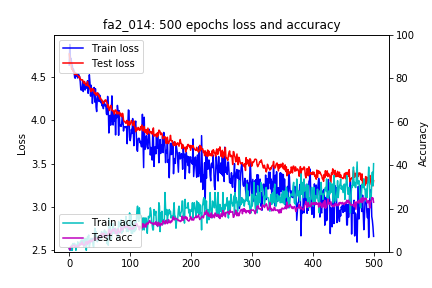 fa2_014: 500 epochs loss and accuracy
Train loss
Test loss
Train acc
Test acc
Loss
4.5
4.0
3.5
3.0
2.5
0
100
200
300
400
500
100
80
60
40
20
0
Accuracy